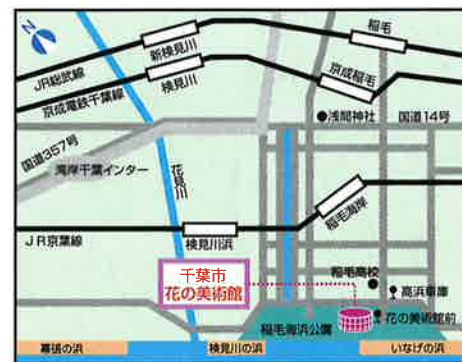 稲毛
新検見川
JR総武線
京成稲毛
検見川
京成電鉄千葉線
浅間神社
国道14号
国道357号
湾岸千葉インター
花見川
稲毛海岸
JR京葉線
検見川浜
千葉市
花の美術館
稲毛高校
高浜車庫
花の美術館前
稲毛海浜公園
幕張の浜
検見川の浜
いなげの浜